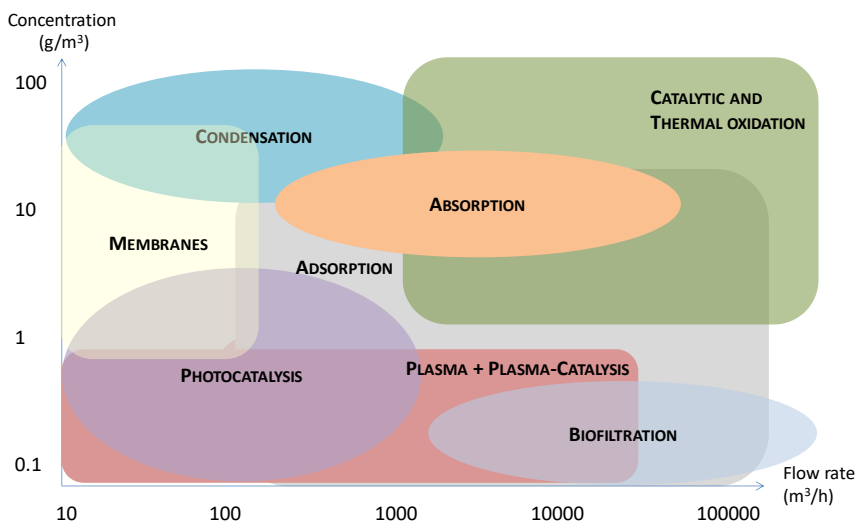 Concentration
(g/m³)
100
CATALYTIC AND
THERMAL OXIDATION
CONDENSATION
10
ABSORPTION
MEMBRANES
ADSORPTION
1
PHOTOCATALYSIS
PLASMA + PLASMA-CATALYSIS
BIOFILTRATION
0.1
Flow rate
(m³/h)
10
100
1000
10000
100000